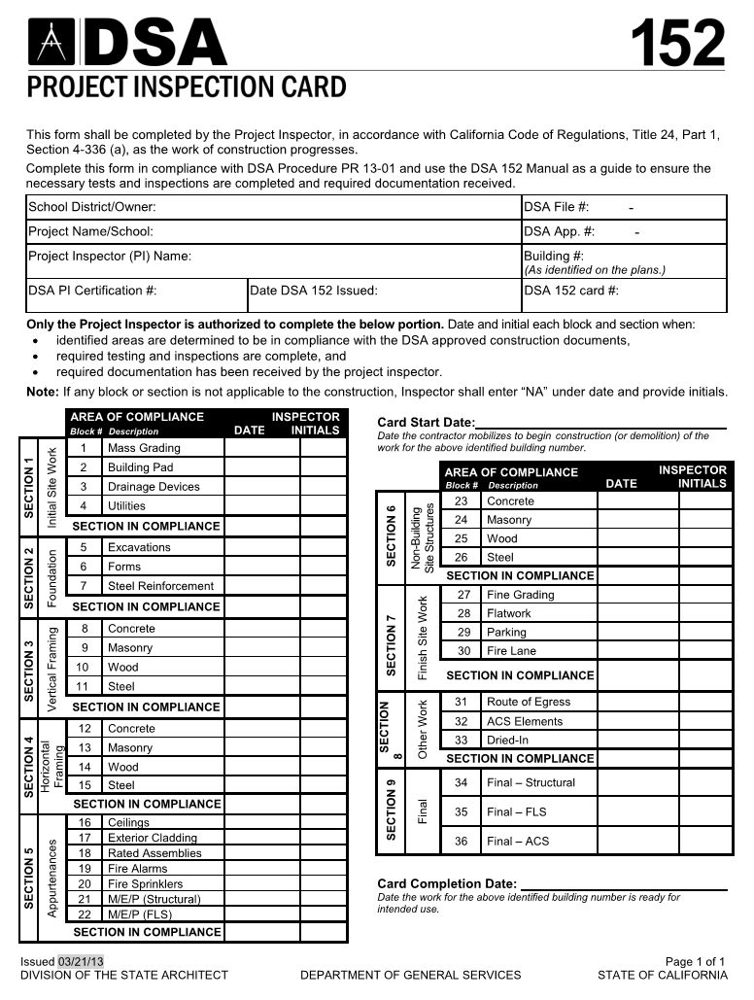 DSA
152
PROJECT INSPECTION CARD
This form shall be completed by the Project Inspector, in accordance with California Code of Regulations, Title 24, Part 1,
Section 4-336 (a), as the work of construction progresses.
Complete this form in compliance with DSA Procedure PR 13-01 and use the DSA 152 Manual as a guide to ensure the
necessary tests and inspections are completed and required documentation received.
School District/Owner:
DSA File #: -
Project Name/School:
DSA App. #: -
Project Inspector (PI) Name:
Building #:
(As identified on the plans.)
DSA PI Certification #:
Date DSA 152 Issued:
DSA 152 card #:
Only the Project Inspector is authorized to complete the below portion. Date and initial each block and section when:
• identified areas are determined to be in compliance with the DSA approved construction documents,
• required testing and inspections are complete, and
• required documentation has been received by the project inspector.
Note: If any block or section is not applicable to the construction, Inspector shall enter “NA” under date and provide initials.
AREA OF COMPLIANCE INSPECTOR
Block # Description DATE INITIALS
SECTION 1
Initial Site Work
1 Mass Grading
2 Building Pad
3 Drainage Devices
4 Utilities
SECTION IN COMPLIANCE
SECTION 2
Foundation
5 Excavations
6 Forms
7 Steel Reinforcement
SECTION IN COMPLIANCE
SECTION 3
Vertical Framing
8 Concrete
9 Masonry
10 Wood
11 Steel
SECTION IN COMPLIANCE
SECTION 4
Horizontal
Framing
12 Concrete
13 Masonry
14 Wood
15 Steel
SECTION IN COMPLIANCE
SECTION 5
Appurtenances
16 Ceilings
17 Exterior Cladding
18 Rated Assemblies
19 Fire Alarms
20 Fire Sprinklers
21 M/E/P (Structural)
22 M/E/P (FLS)
SECTION IN COMPLIANCE
Card Start Date:
Date the contractor mobilizes to begin construction (or demolition) of the
work for the above identified building number.
AREA OF COMPLIANCE INSPECTOR
Block # Description DATE INITIALS
SECTION 6
Non-Building
Site Structures
23 Concrete
24 Masonry
25 Wood
26 Steel
SECTION IN COMPLIANCE
SECTION 7
Finish Site Work
27 Fine Grading
28 Flatwork
29 Parking
30 Fire Lane
SECTION IN COMPLIANCE
SECTION
8
Other Work
31 Route of Egress
32 ACS Elements
33 Dried-In
SECTION IN COMPLIANCE
SECTION 9
Final
34 Final – Structural
35 Final – FLS
36 Final – ACS
Card Completion Date:
Date the work for the above identified building number is ready for
intended use.
Issued 03/21/13
Page 1 of 1
DIVISION OF THE STATE ARCHITECT DEPARTMENT OF GENERAL SERVICES STATE OF CALIFORNIA